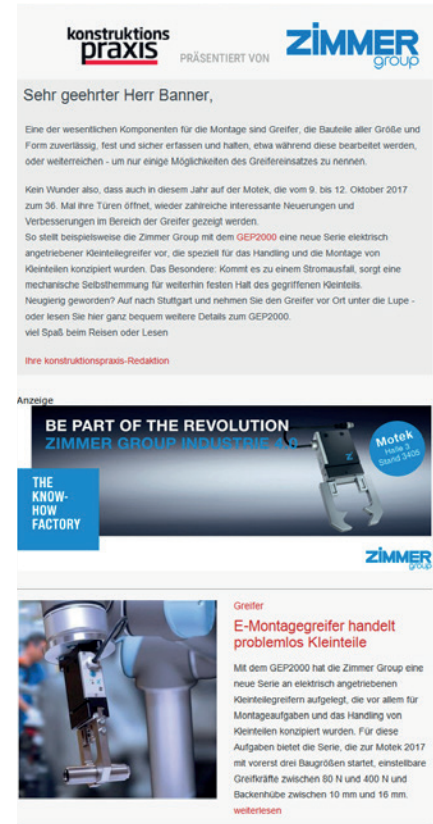 konstruktions
praxis
PRÄSENTIERT VON
ZIMMER
group
Sehr geehrter Herr Banner,
Eine der wesentlichen Komponenten für die Montage sind Greifer, die Bauteile aller Größe und
Form zuverlässig, fest und sicher erfassen und halten, etwa während diese bearbeitet werden,
oder weiterreichen - um nur einige Möglichkeiten des Greifereinsatzes zu nennen.
Kein Wunder also, dass auch in diesem Jahr auf der Motek, die vom 9. bis 12. Oktober 2017
zum 36. Mal ihre Türen öffnet, wieder zahlreiche interessante Neuerungen und
Verbesserungen im Bereich der Greifer gezeigt werden.
So stellt beispielsweise die Zimmer Group mit dem GEP2000 eine neue Serie elektrisch
angetriebener Kleinteilegreifer vor, die speziell für das Handling und die Montage von
Kleinteilen konzipiert wurden. Das Besondere: Kommt es zu einem Stromausfall, sorgt eine
mechanische Selbsthemmung für weiterhin festen Halt des gegriffenen Kleinteils.
Neugierig geworden? Auf nach Stuttgart und nehmen Sie den Greifer vor Ort unter die Lupe -
oder lesen Sie hier ganz bequem weitere Details zum GEP2000.
viel Spaß beim Reisen oder Lesen
Ihre konstruktionspraxis-Redaktion
Anzeige
BE PART OF THE REVOLUTION
ZIMMER GROUP INDUSTRIE 4.0
Motek
Halle 3
Stand 3405
THE
KNOW-
HOW
FACTORY
ZIMMER
group
Greifer
E-Montagegreifer handelt
problemlos Kleinteile
Mit dem GEP2000 hat die Zimmer Group eine
neue Serie an elektrisch angetriebenen
Kleinteilegreifern aufgelegt, die vor allem für
Montageaufgaben und das Handling von
Kleinteilen konzipiert wurden. Für diese
Aufgaben bietet die Serie, die zur Motek 2017
mit vorerst drei Baugrößen startet, einstellbare
Greifkräfte zwischen 80 N und 400 N und
Backenhübe zwischen 10 mm und 16 mm.
weiterlesen